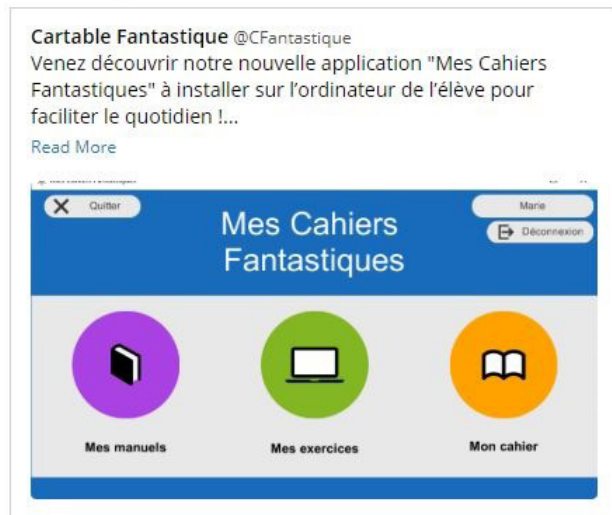 Cartable Fantastique @CFantastique
Venez découvrir notre nouvelle application "Mes Cahiers
Fantastiques" à installer sur l’ordinateur de l’élève pour
faciliter le quotidien !...
Read More
Quitter
Marie
Mes Cahiers
Fantastiques
Déconnexion
Mes manuels
Mes exercices
Mon cahier